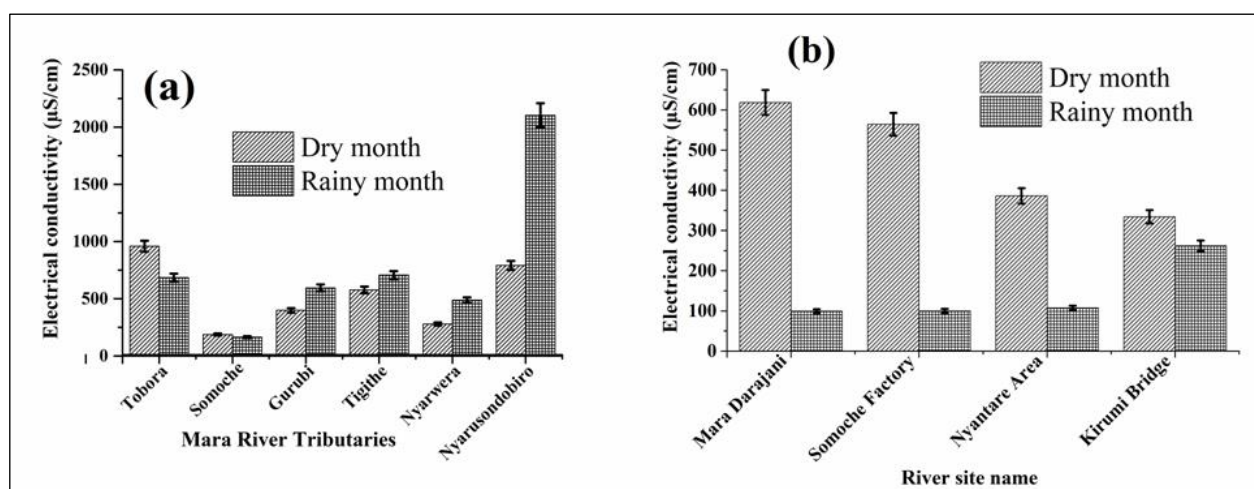 (a)
Electrical conductivity (µS/cm)
2500
2000
1500
1000
500
0
Dry month
Rainy month
Tobora
Somoche
Gurubi
Tigithe
Nyarwera
Nyarusondobiro
Mara River Tributaries
(b)
Electrical conductivity (µS/cm)
700
600
500
400
300
200
100
0
Dry month
Rainy month
Mara Darajani
Somoche Factory
Nyantare Area
Kirumi Bridge
River site name